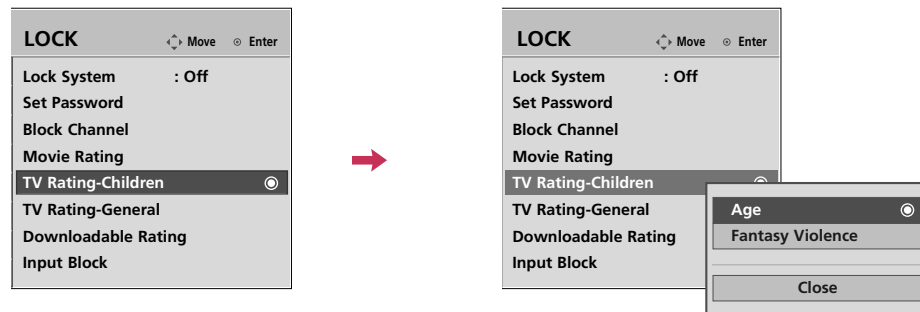 LOCK Move Enter
Lock System : Off
Set Password
Block Channel
Movie Rating
TV Rating-Children
TV Rating-General
Downloadable Rating
Input Block
LOCK Move Enter
Lock System : Off
Set Password
Block Channel
Movie Rating
TV Rating-Children
TV Rating-General
Downloadable Rating
Input Block
Age
Fantasy Violence
Close